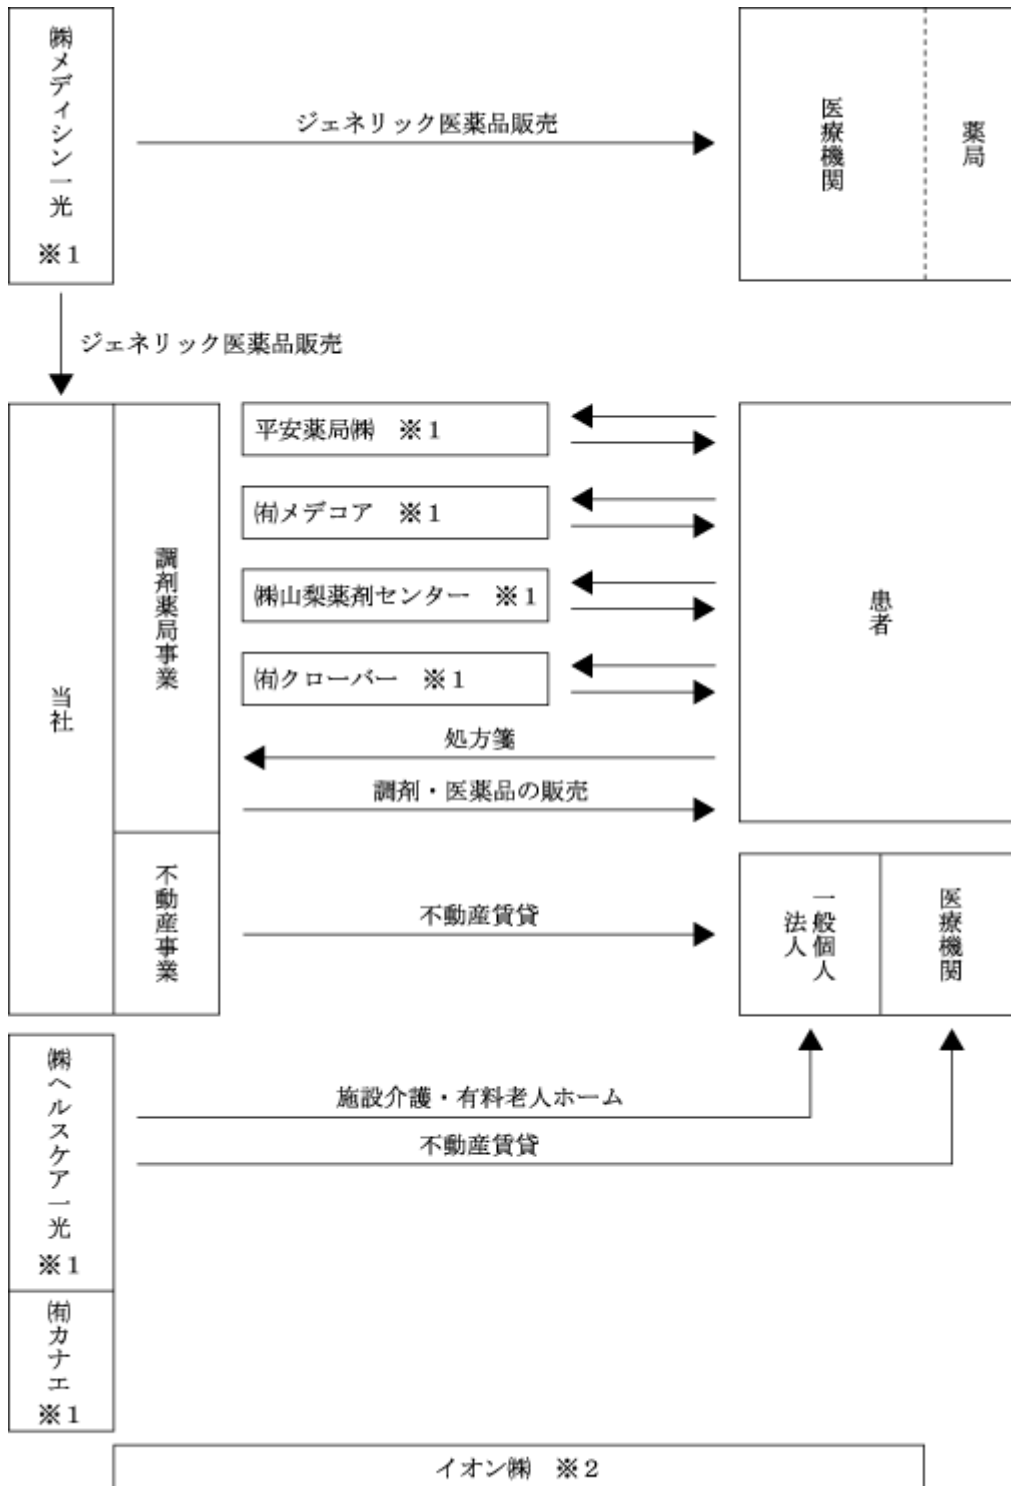 ㈱メディシン一光
※1
ジェネリック医薬品販売
医療機関
薬局
ジェネリック医薬品販売
当社
調剤薬局事業
平安薬局㈱　※1
㈲メデコア　※1
㈱山梨薬剤センター　※1
㈲クローバー　※1
患者
処方箋
調剤・医薬品の販売
不動産事業
不動産賃貸
一般個人
法人
医療機関
㈱ヘルスケア一光
※1
施設介護・有料老人ホーム
不動産賃貸
㈲カナエ
※1
イオン㈱　※2